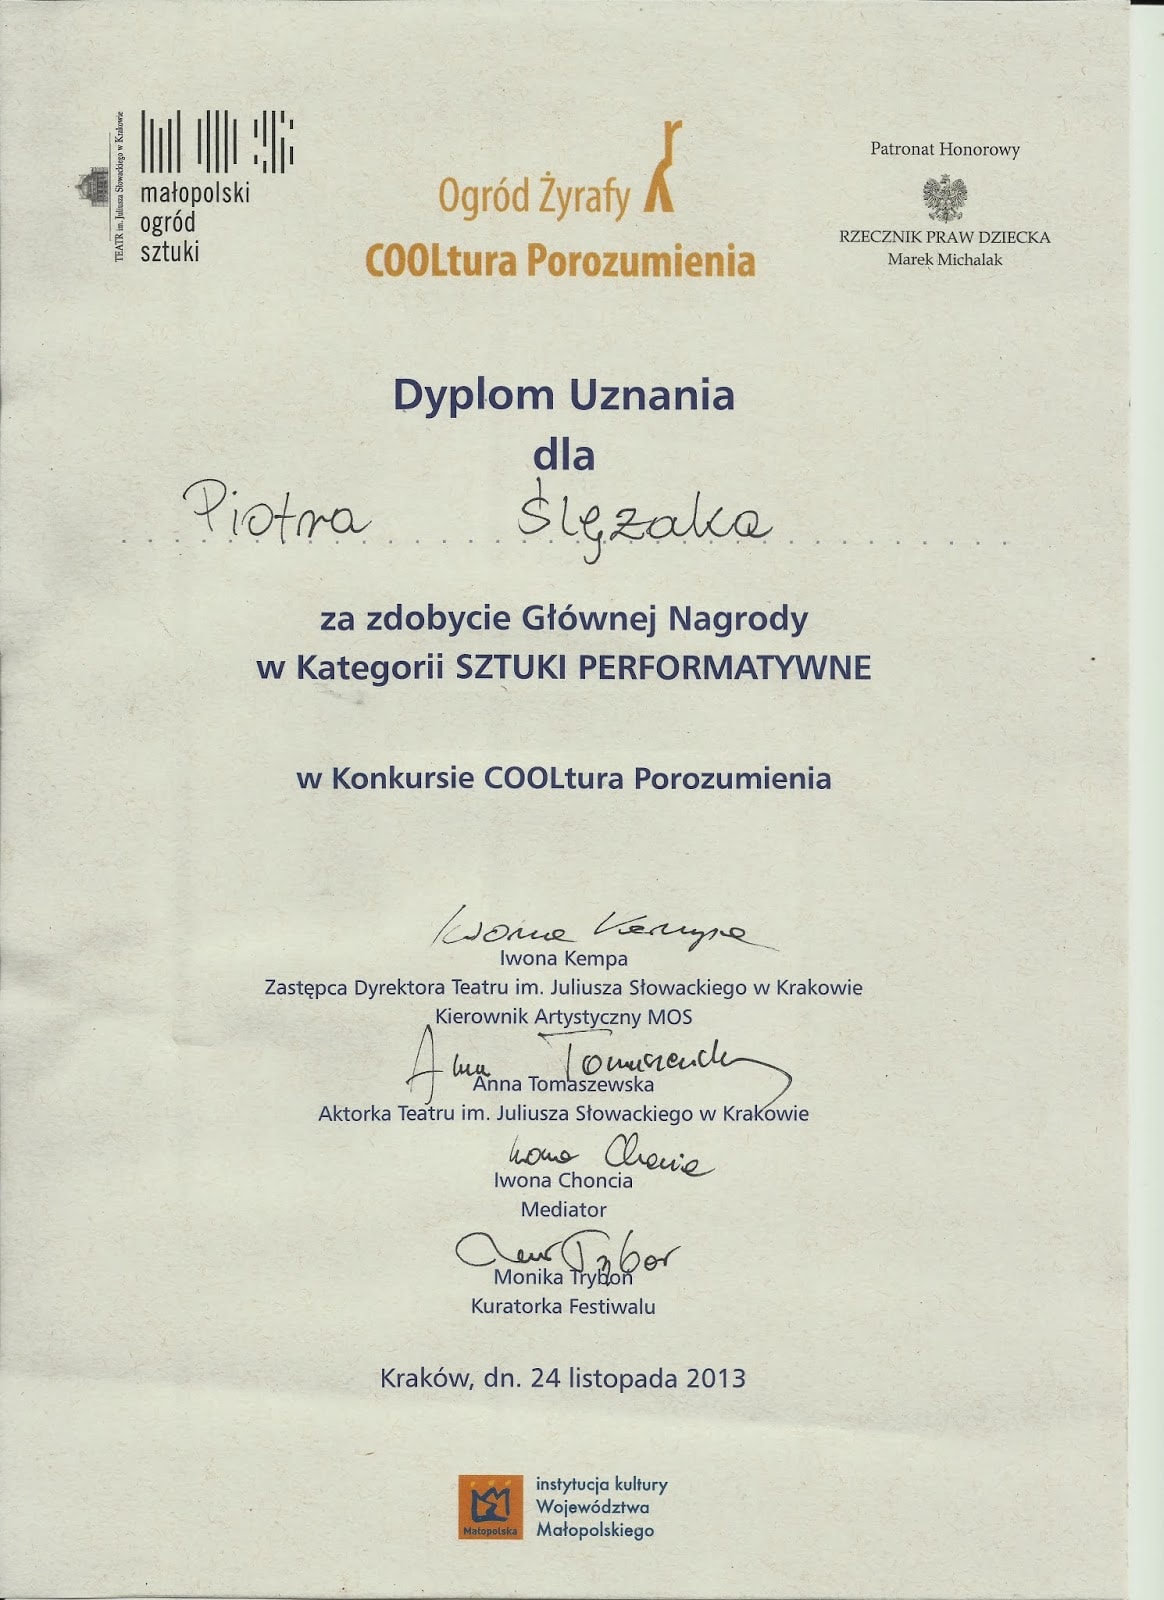 TEATR im. Juliusza Słowackiego w Krakowie
MOS
małopolski
ogród
sztuki
Ogród Żyrafy
COOLtura Porozumienia
Patronat Honorowy
RZECZNIK PRAW DZIECKA
Marek Michalak
Dyplom Uznania
dla
Piotra Ślęzaka
za zdobycie Głównej Nagrody
w Kategorii SZTUKI PERFORMATYWNE
w Konkursie COOLtura Porozumienia
Iwona Kempa
Iwona Kempa
Zastępca Dyrektora Teatru im. Juliusza Słowackiego w Krakowie
Kierownik Artystyczny MOS
Anna Tomaszewska
Anna Tomaszewska
Aktorka Teatru im. Juliusza Słowackiego w Krakowie
Iwona Choncia
Iwona Choncia
Mediator
Monika Tryboń
Kuratorka Festiwalu
Kraków, dn. 24 listopada 2013
Małopolska
instytucja kultury
Województwa
Małopolskiego